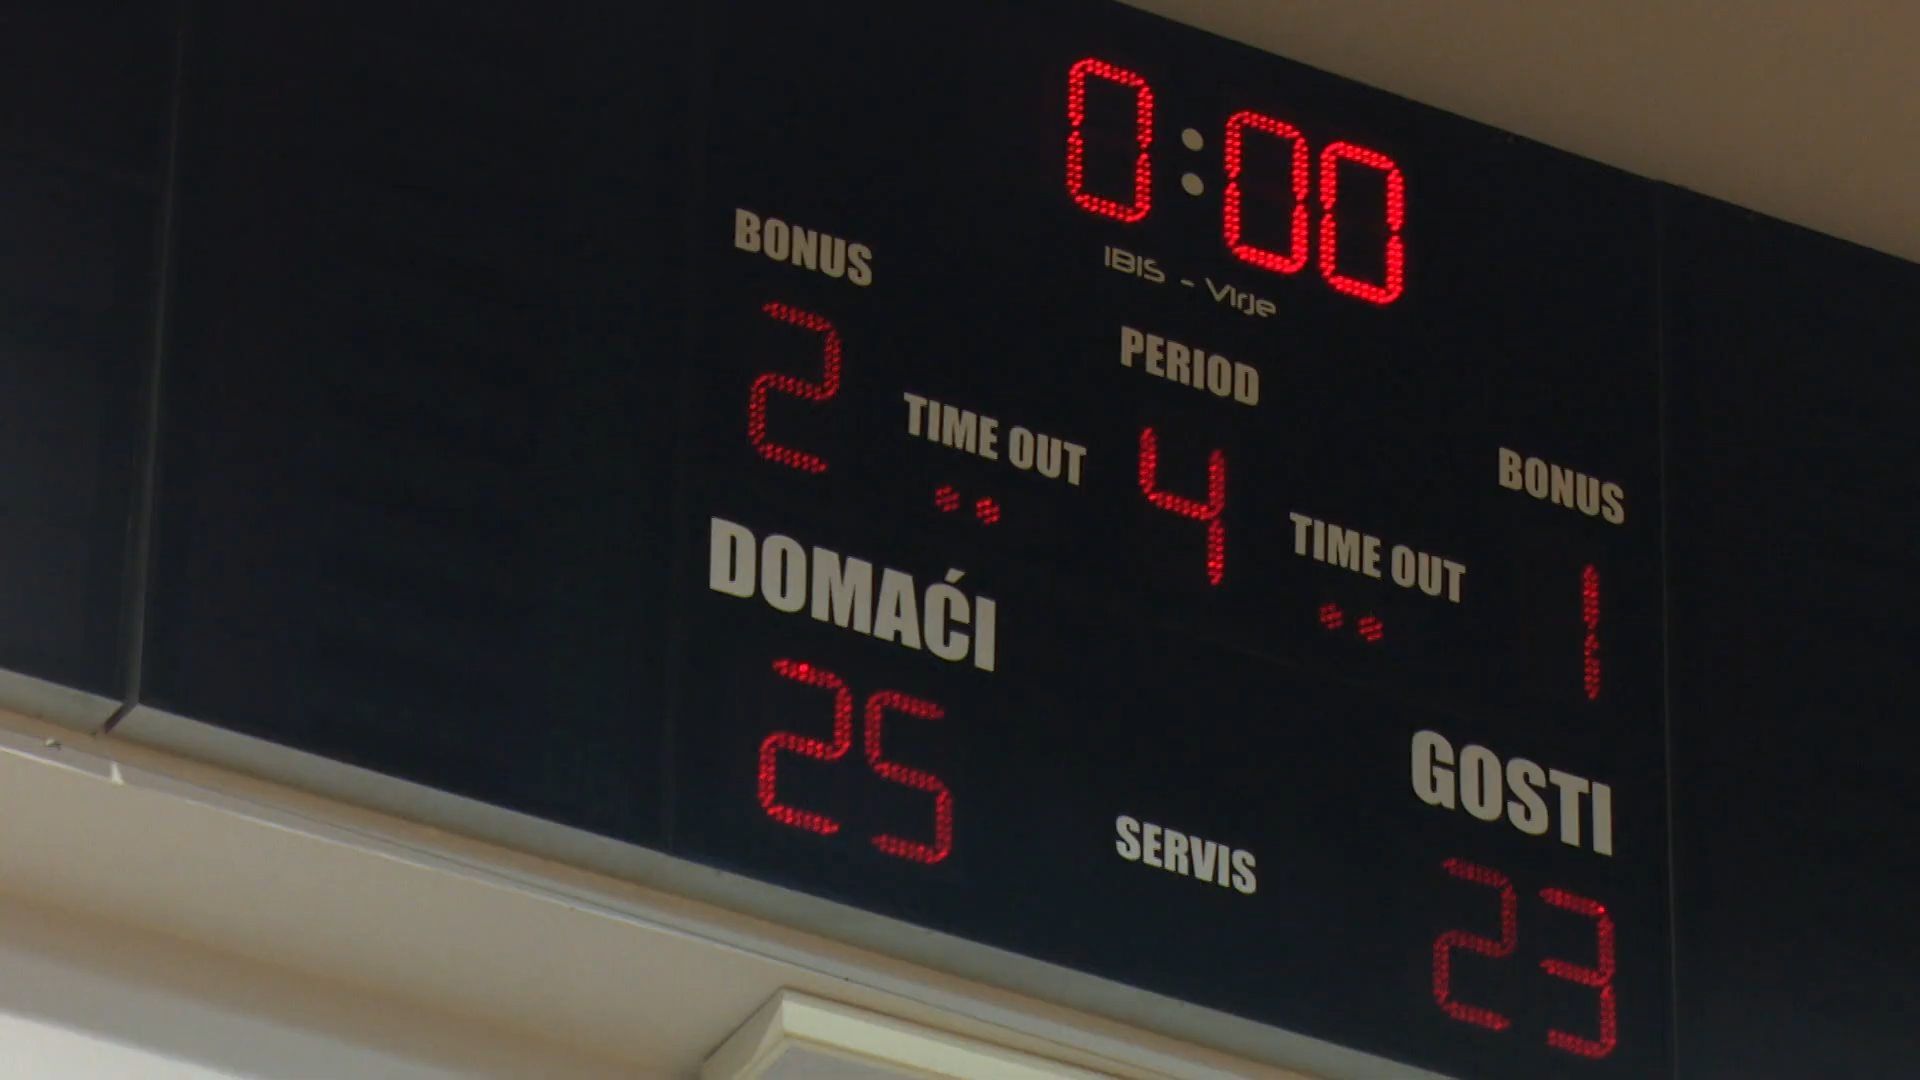 0:00
IBIS - Virje
BONUS
2
PERIOD
4
TIME OUT
BONUS
1
TIME OUT
DOMAĆI
25
GOSTI
23
SERVIS